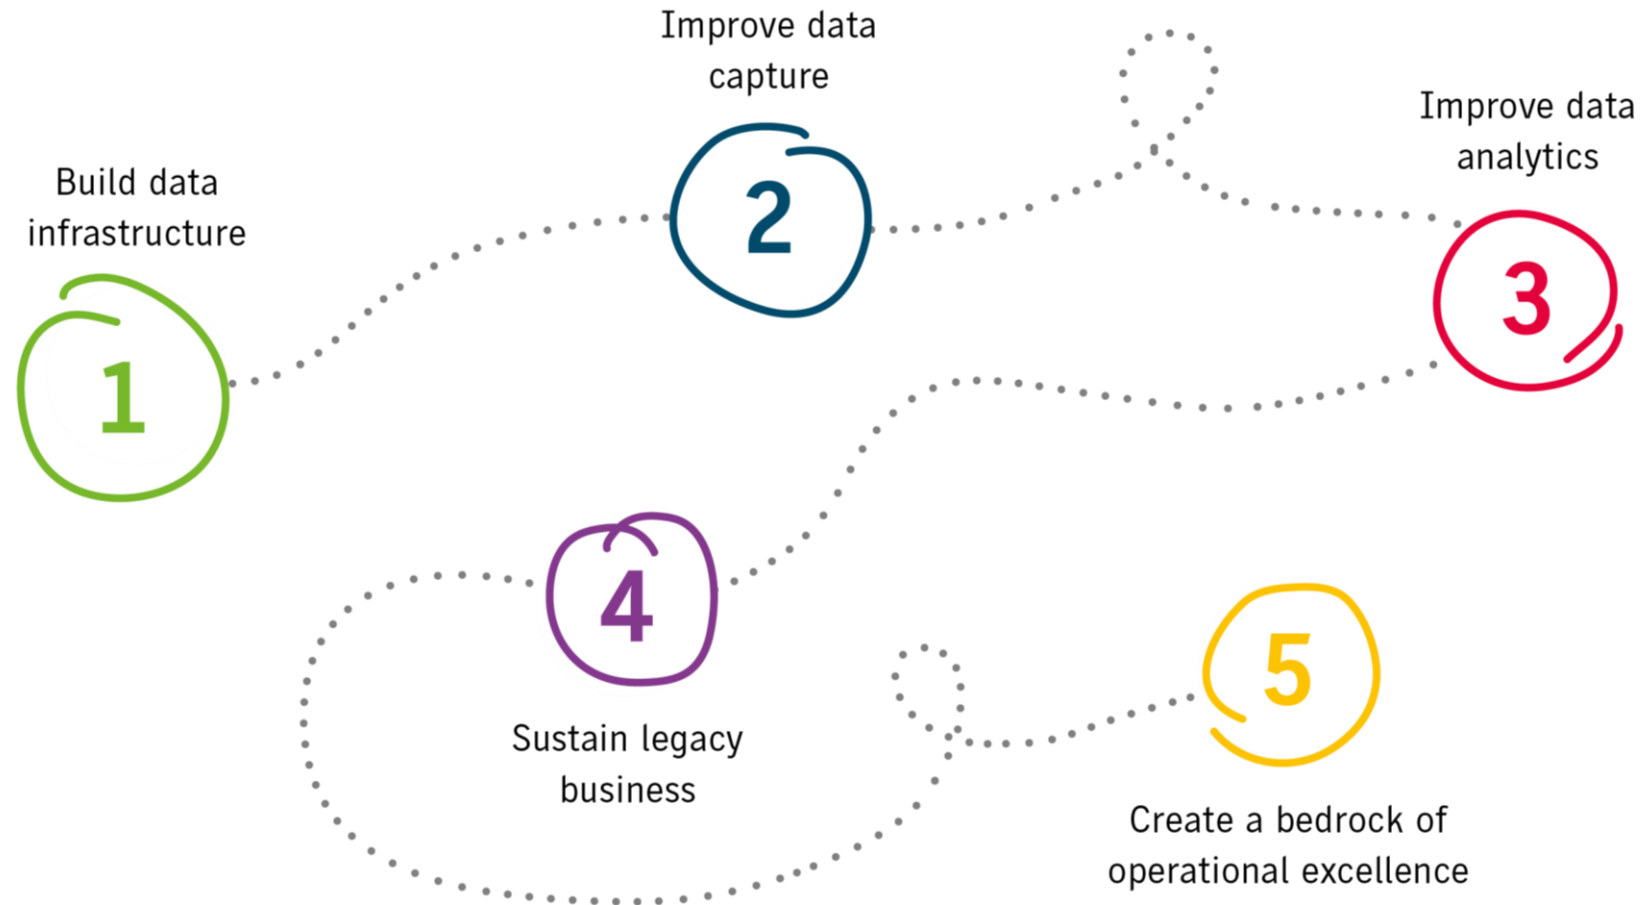 Build data
infrastructure
1
Improve data
capture
2
Improve data
analytics
3
4
Sustain legacy
business
5
Create a bedrock of
operational excellence